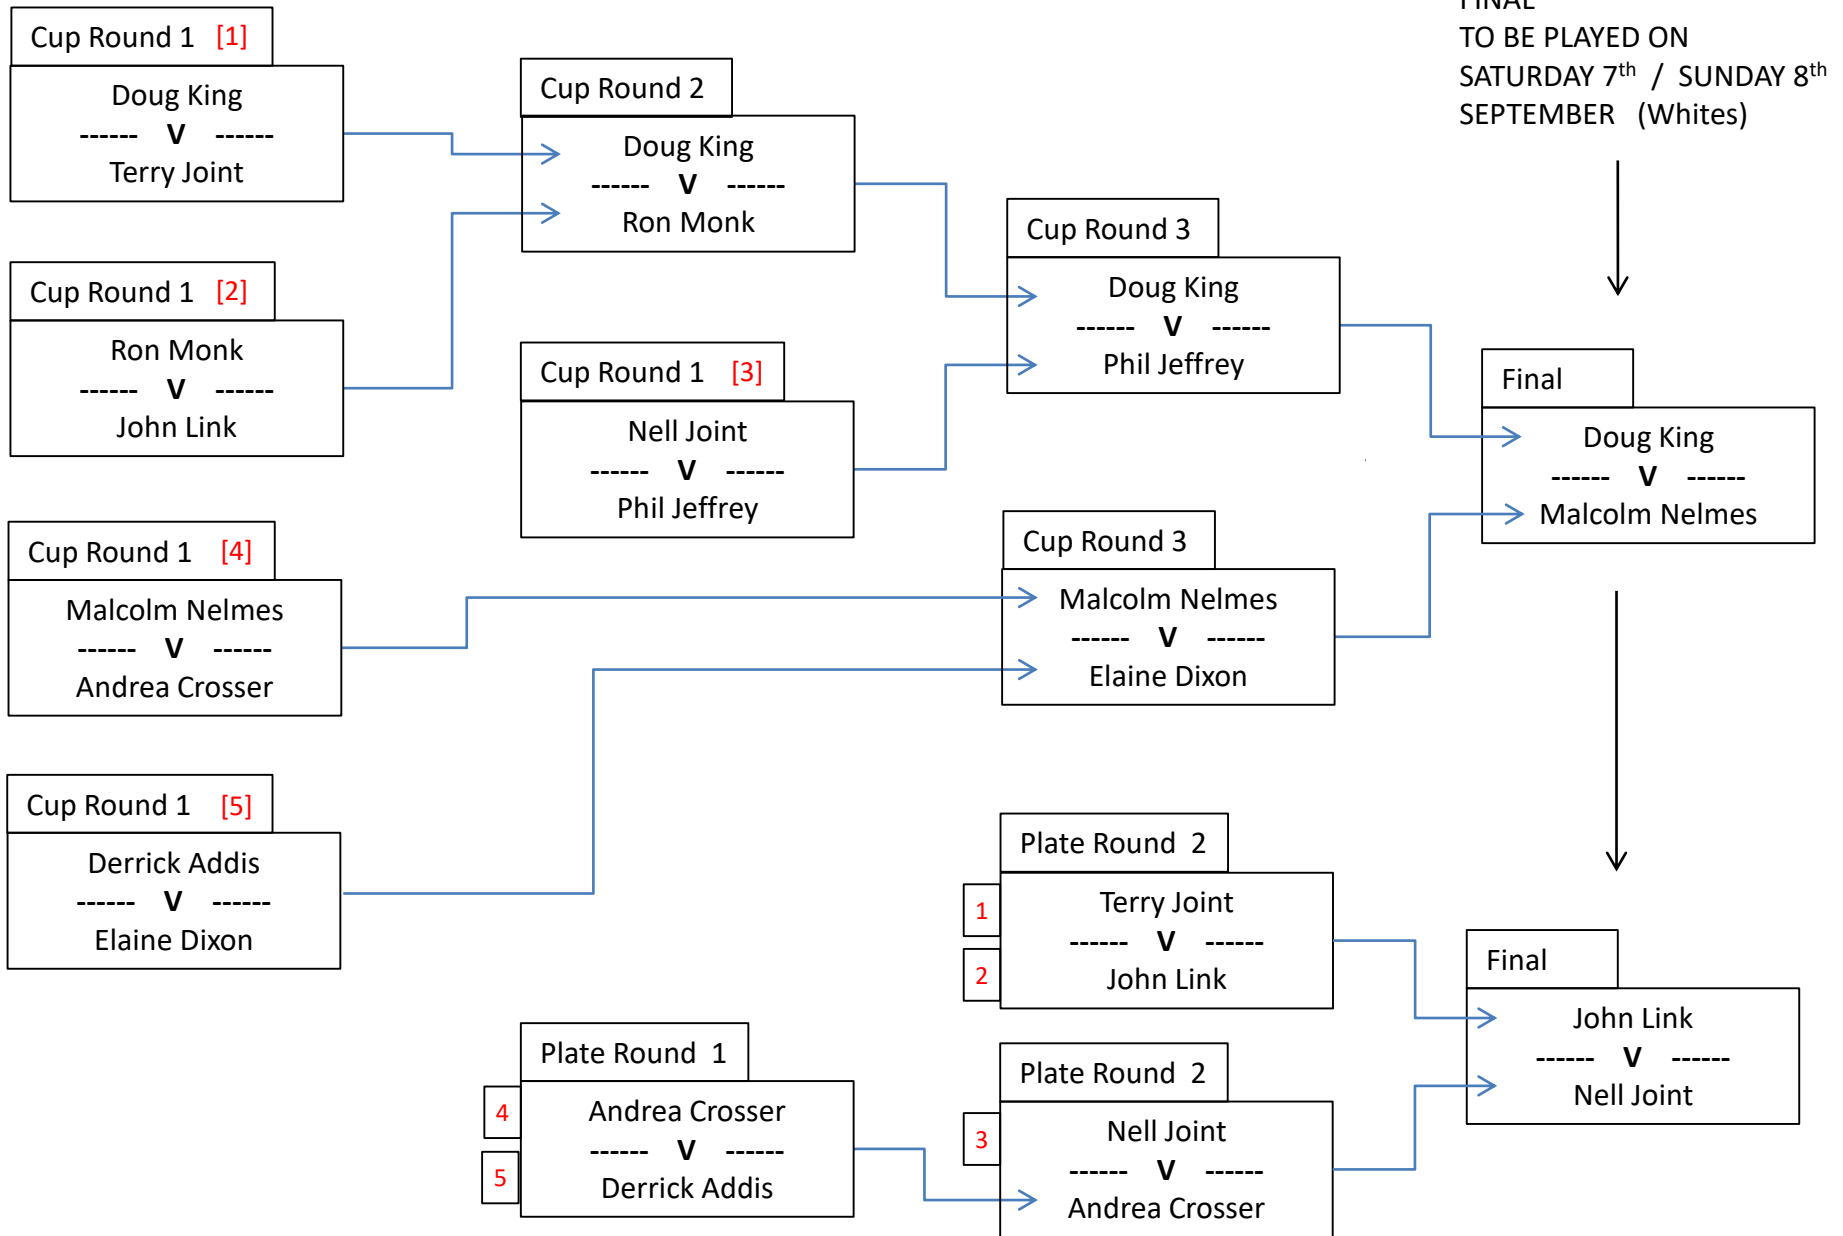 FINAL
TO BE PLAYED ON
SATURDAY 7th / SUNDAY 8th
SEPTEMBER (Whites)
Cup Round 1 [1]
Doug King
------ V ------
Terry Joint
Cup Round 2
Doug King
------ V ------
Ron Monk
Cup Round 1 [2]
Ron Monk
------ V ------
John Link
Cup Round 3
Doug King
------ V ------
Phil Jeffrey
Cup Round 1 [3]
Nell Joint
------ V ------
Phil Jeffrey
Final
Doug King
------ V ------
Malcolm Nelmes
Cup Round 1 [4]
Malcolm Nelmes
------ V ------
Andrea Crosser
Cup Round 3
Malcolm Nelmes
------ V ------
Elaine Dixon
Cup Round 1 [5]
Derrick Addis
------ V ------
Elaine Dixon
Plate Round 2
1
Terry Joint
------ V ------
2
John Link
Final
John Link
------ V ------
Nell Joint
Plate Round 1
4
Andrea Crosser
------ V ------
5
Derrick Addis
Plate Round 2
3
Nell Joint
------ V ------
Andrea Crosser